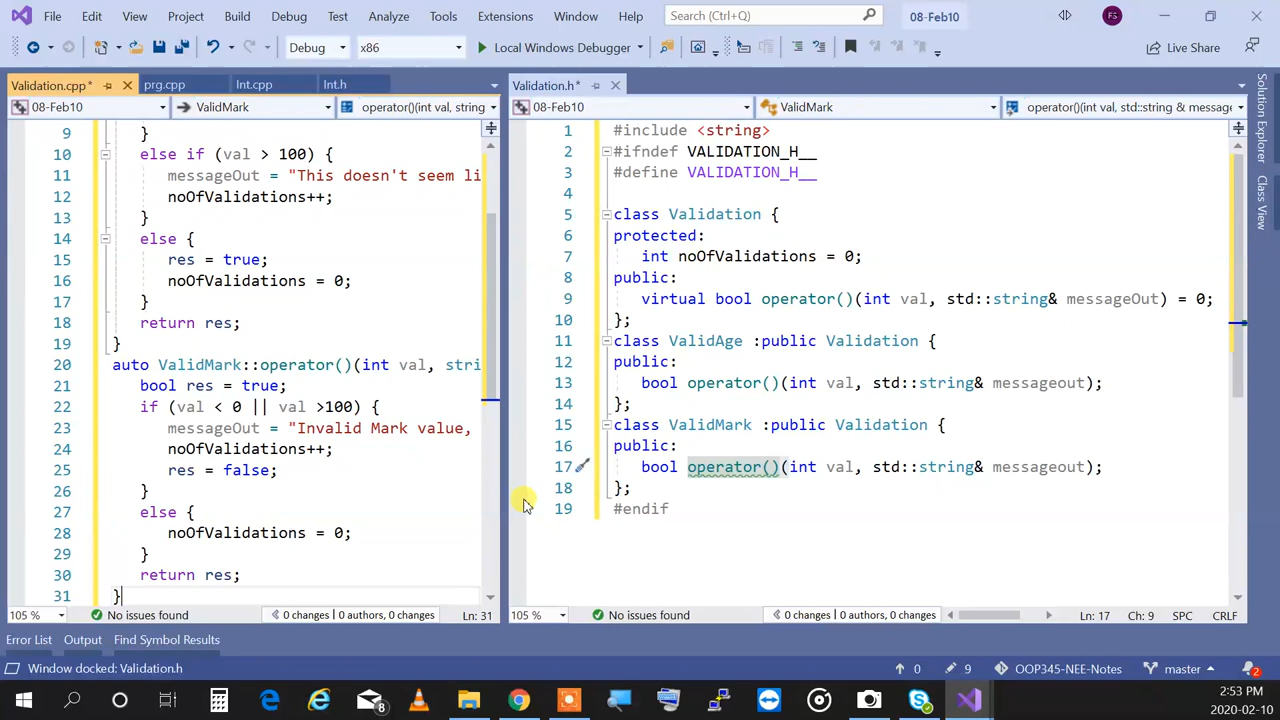 File Edit View Project Build Debug Test Analyze Tools Extensions Window Help Search (Ctrl+Q) 08-Feb10 FS
Debug x86 Local Windows Debugger Live Share
Validation.cpp* prg.cpp Int.cpp Int.h
08-Feb10 ValidMark operator()(int val, string
9 }
10 else if (val > 100) {
11 messageOut = "This doesn't seem li
12 noOfValidations++;
13 }
14 else {
15 res = true;
16 noOfValidations = 0;
17 }
18 return res;
19 }
20 auto ValidMark::operator()(int val, stri
21 bool res = true;
22 if (val < 0 || val >100) {
23 messageOut = "Invalid Mark value,
24 noOfValidations++;
25 res = false;
26 }
27 else {
28 noOfValidations = 0;
29 }
30 return res;
31 }
105 % No issues found 0 changes | 0 authors, 0 changes Ln: 31
Validation.h*
08-Feb10 ValidMark operator()(int val, std::string & message
1 #include <string>
2 #ifndef VALIDATION_H__
3 #define VALIDATION_H__
4
5 class Validation {
6 protected:
7 int noOfValidations = 0;
8 public:
9 virtual bool operator()(int val, std::string& messageOut) = 0;
10 };
11 class ValidAge :public Validation {
12 public:
13 bool operator()(int val, std::string& messageout);
14 };
15 class ValidMark :public Validation {
16 public:
17 bool operator()(int val, std::string& messageout);
18 };
19 #endif
105 % No issues found 0 changes | 0 authors, 0 changes Ln: 17 Ch: 9 SPC CRLF
Solution Explorer
Class View
Error List Output Find Symbol Results
Window docked: Validation.h 0 9 OOP345-NEE-Notes master 2
8
2:53 PM
2020-02-10